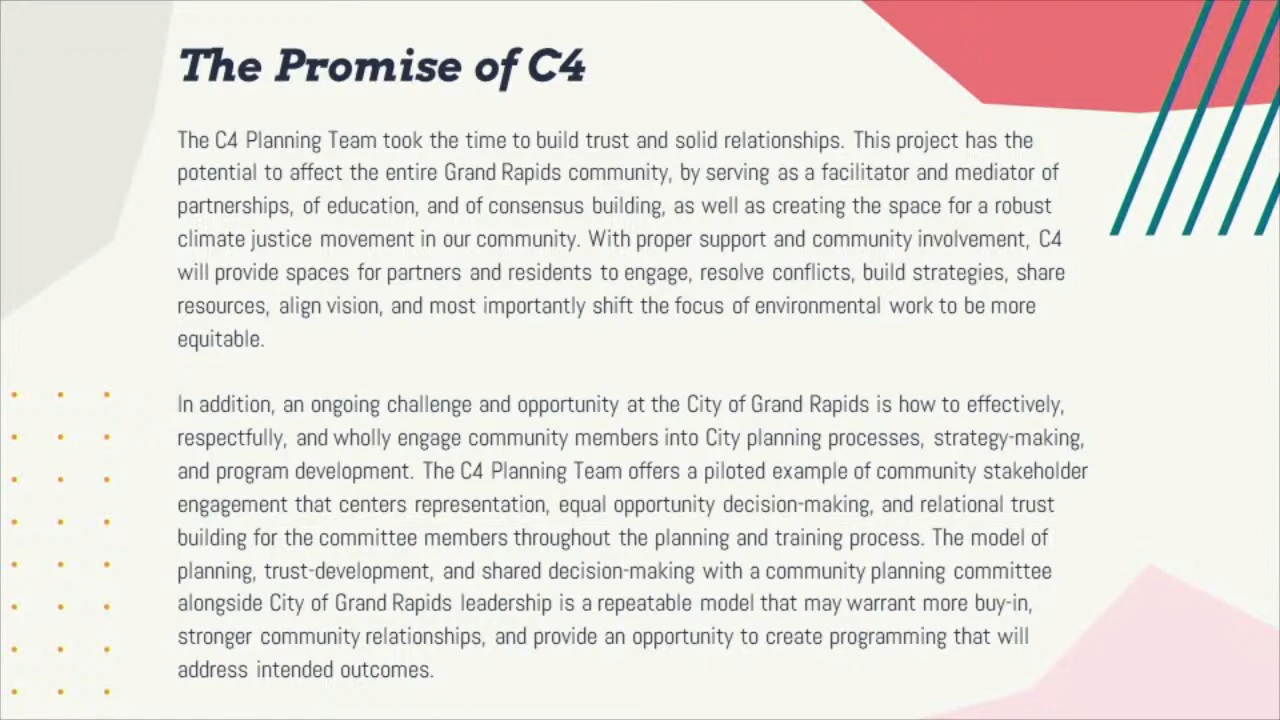 The Promise of C4
The C4 Planning Team took the time to build trust and solid relationships. This project has the
potential to affect the entire Grand Rapids community, by serving as a facilitator and mediator of
partnerships, of education, and of consensus building, as well as creating the space for a robust
climate justice movement in our community. With proper support and community involvement, C4
will provide spaces for partners and residents to engage, resolve conflicts, build strategies, share
resources, align vision, and most importantly shift the focus of environmental work to be more
equitable.
In addition, an ongoing challenge and opportunity at the City of Grand Rapids is how to effectively,
respectfully, and wholly engage community members into City planning processes, strategy-making,
and program development. The C4 Planning Team offers a piloted example of community stakeholder
engagement that centers representation, equal opportunity decision-making, and relational trust
building for the committee members throughout the planning and training process. The model of
planning, trust-development, and shared decision-making with a community planning committee
alongside City of Grand Rapids leadership is a repeatable model that may warrant more buy-in,
stronger community relationships, and provide an opportunity to create programming that will
address intended outcomes.